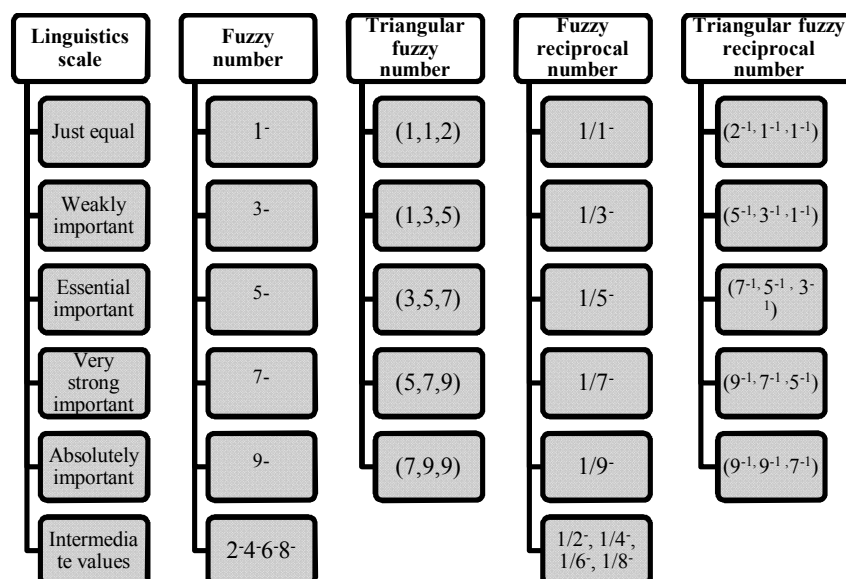 Linguistics
scale
Just equal
Weakly
important
Essential
important
Very
strong
important
Absolutely
important
Intermedia
te values
Fuzzy
number
1⁻
3-
5-
7-
9-
2⁻4⁻6⁻8⁻
Triangular
fuzzy
number
(1,1,2)
(1,3,5)
(3,5,7)
(5,7,9)
(7,9,9)
Fuzzy
reciprocal
number
1/1⁻
1/3⁻
1/5⁻
1/7⁻
1/9⁻
1/2⁻, 1/4⁻,
1/6⁻, 1/8⁻
Triangular fuzzy
reciprocal
number
(2⁻¹, 1⁻¹ ,1⁻¹)
(5⁻¹, 3⁻¹ ,1⁻¹)
(7⁻¹, 5⁻¹ , 3⁻
¹)
(9⁻¹, 7⁻¹ ,5⁻¹)
(9⁻¹, 9⁻¹ ,7⁻¹)